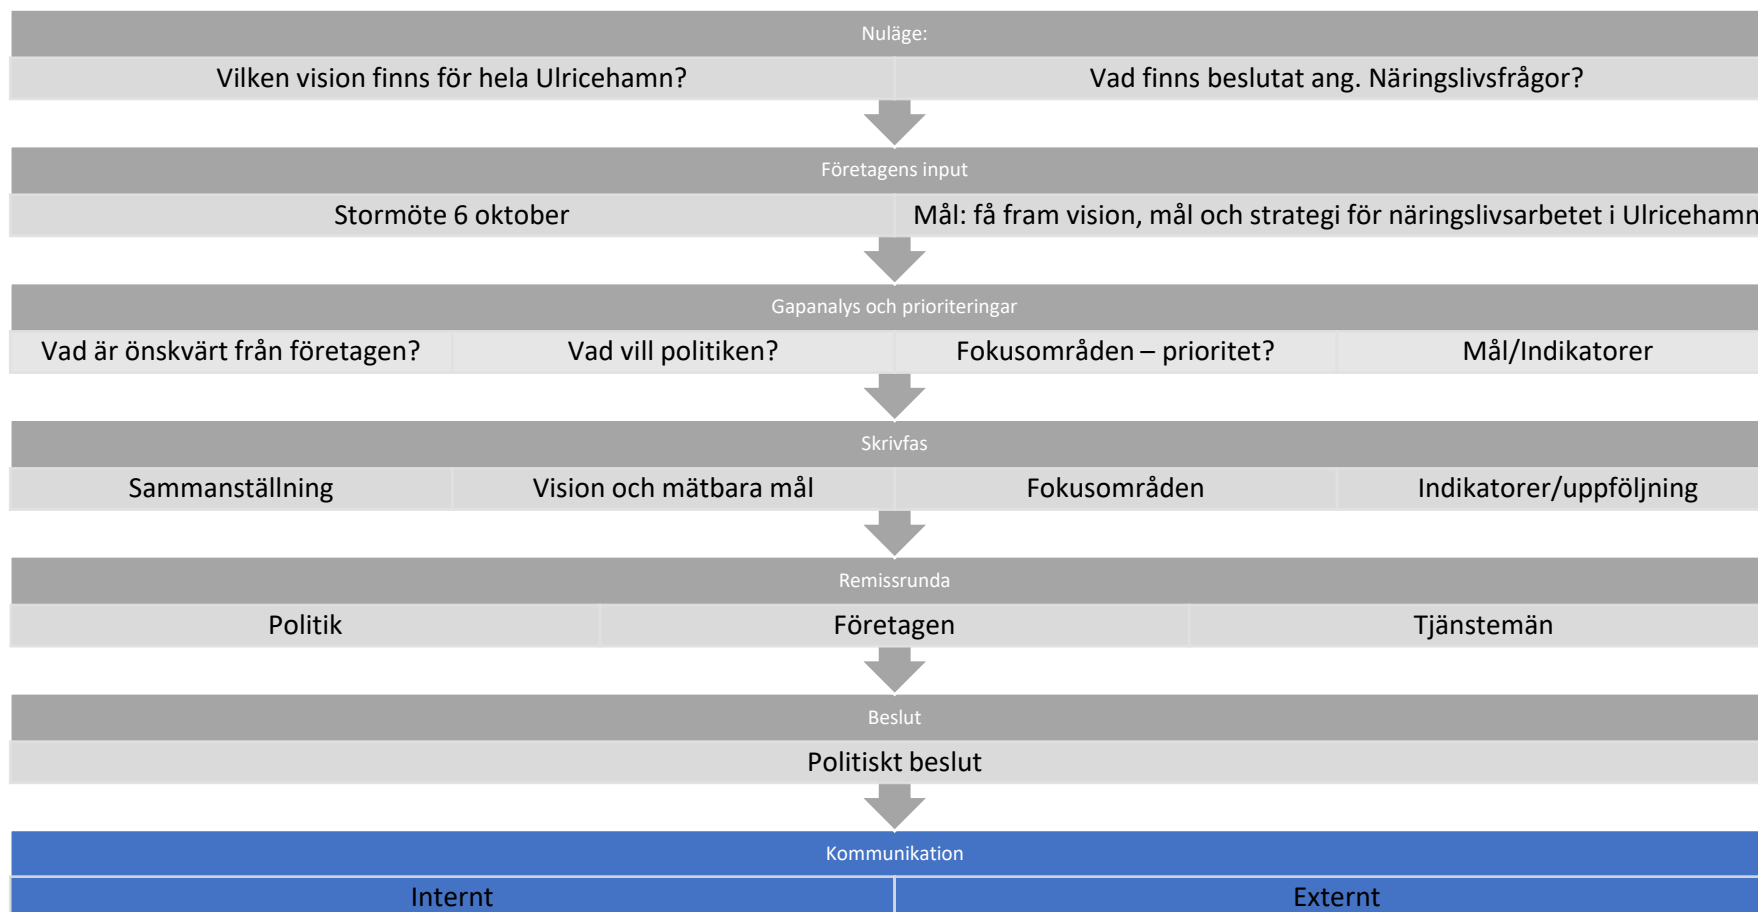 Nuläge:
Vilken vision finns för hela Ulricehamn?
Vad finns beslutat ang. Näringslivsfrågor?
Företagens input
Stormöte 6 oktober
Mål: få fram vision, mål och strategi för näringslivsarbetet i Ulricehamn
Gapanalys och prioriteringar
Vad är önskvärt från företagen?
Vad vill politiken?
Fokusområden – prioritet?
Mål/Indikatorer
Skrivfas
Sammanställning
Vision och mätbara mål
Fokusområden
Indikatorer/uppföljning
Remissrunda
Politik
Företagen
Tjänstemän
Beslut
Politiskt beslut
Kommunikation
Internt
Externt